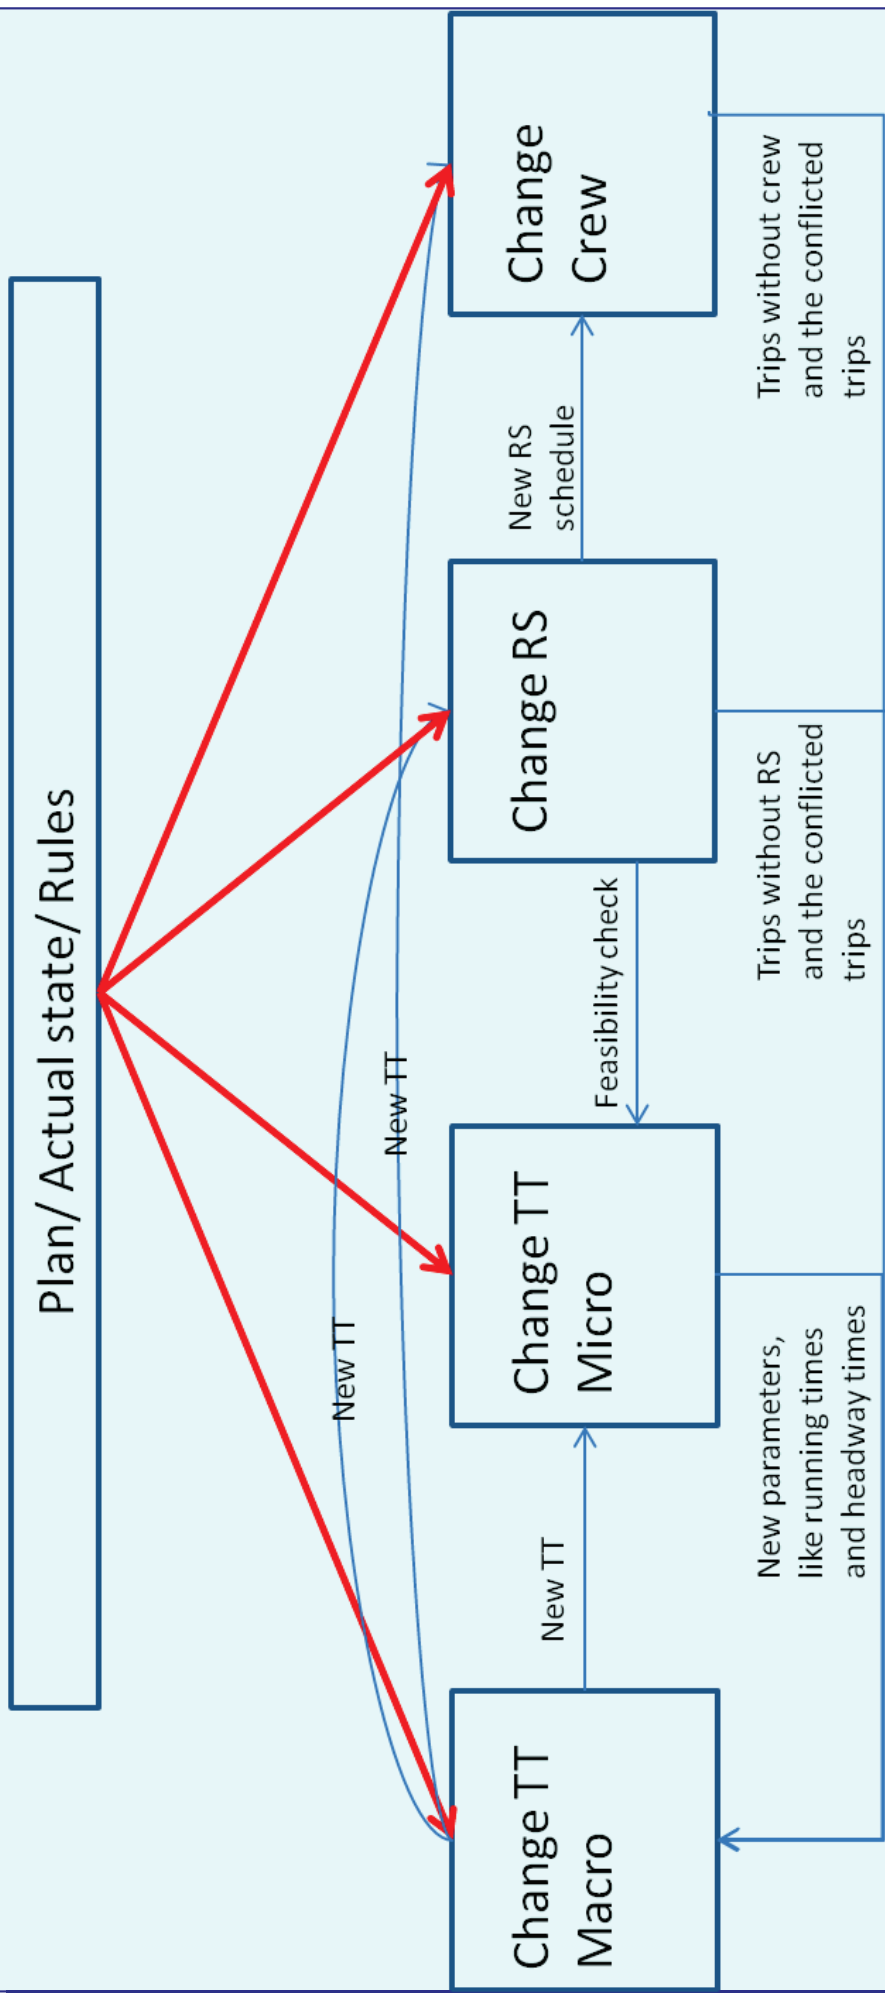 Plan/ Actual state/ Rules
New TT
New TT
Change TT
Macro
New TT
Change TT
Micro
Feasibility check
Change RS
New RS
schedule
Change
Crew
New parameters,
like running times
and headway times
Trips without RS
and the conflicted
trips
Trips without crew
and the conflicted
trips